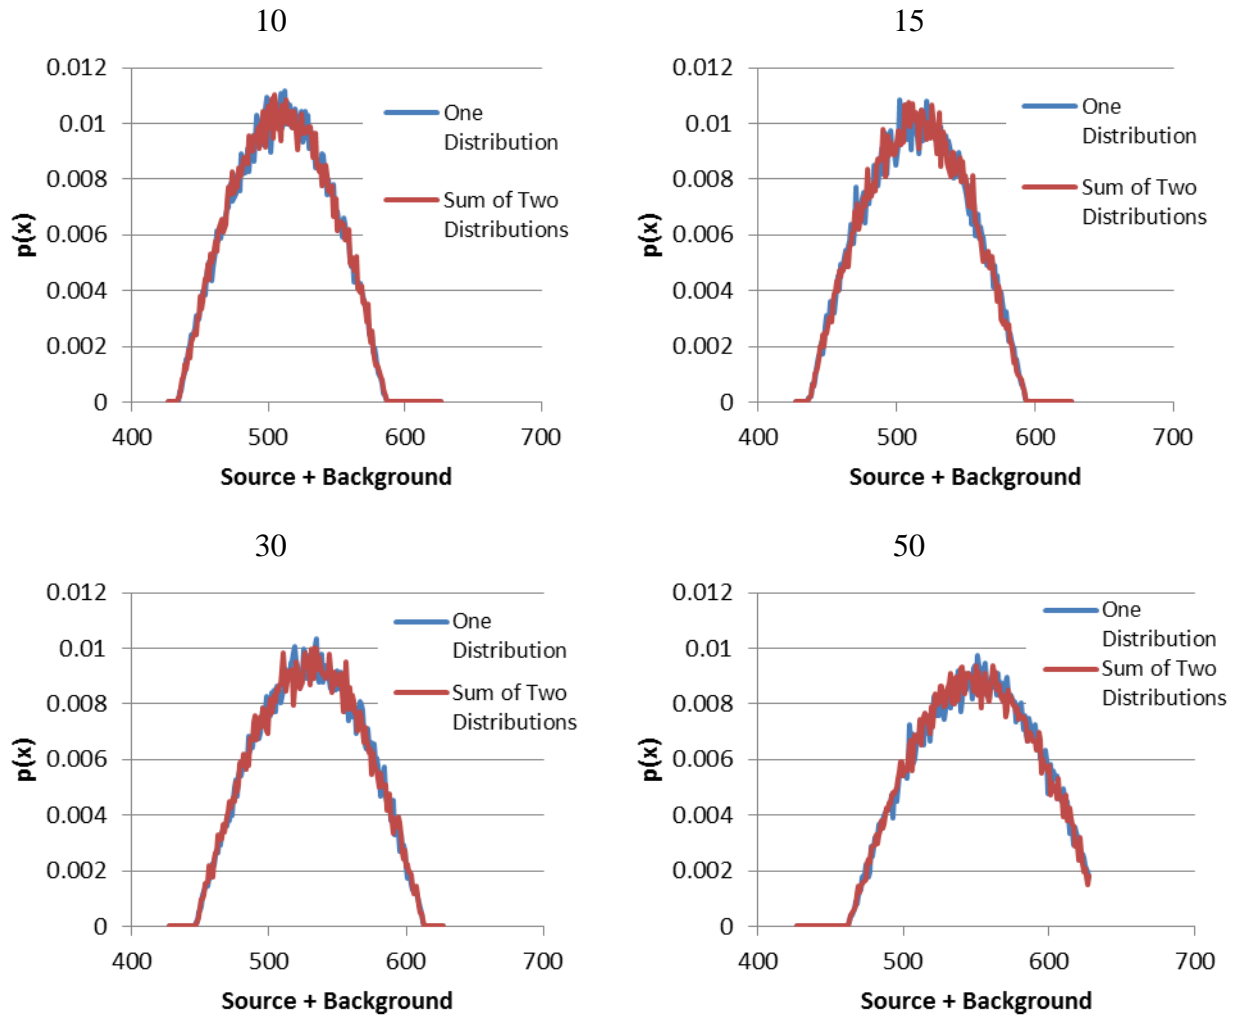 10
0.012
0.01
0.008
0.006
0.004
0.002
0
400 500 600 700
p(x)
Source + Background
One
Distribution
Sum of Two
Distributions
15
0.012
0.01
0.008
0.006
0.004
0.002
0
400 500 600 700
p(x)
Source + Background
One
Distribution
Sum of Two
Distributions
30
0.012
0.01
0.008
0.006
0.004
0.002
0
400 500 600 700
p(x)
Source + Background
One
Distribution
Sum of Two
Distributions
50
0.012
0.01
0.008
0.006
0.004
0.002
0
400 500 600 700
p(x)
Source + Background
One
Distribution
Sum of Two
Distributions